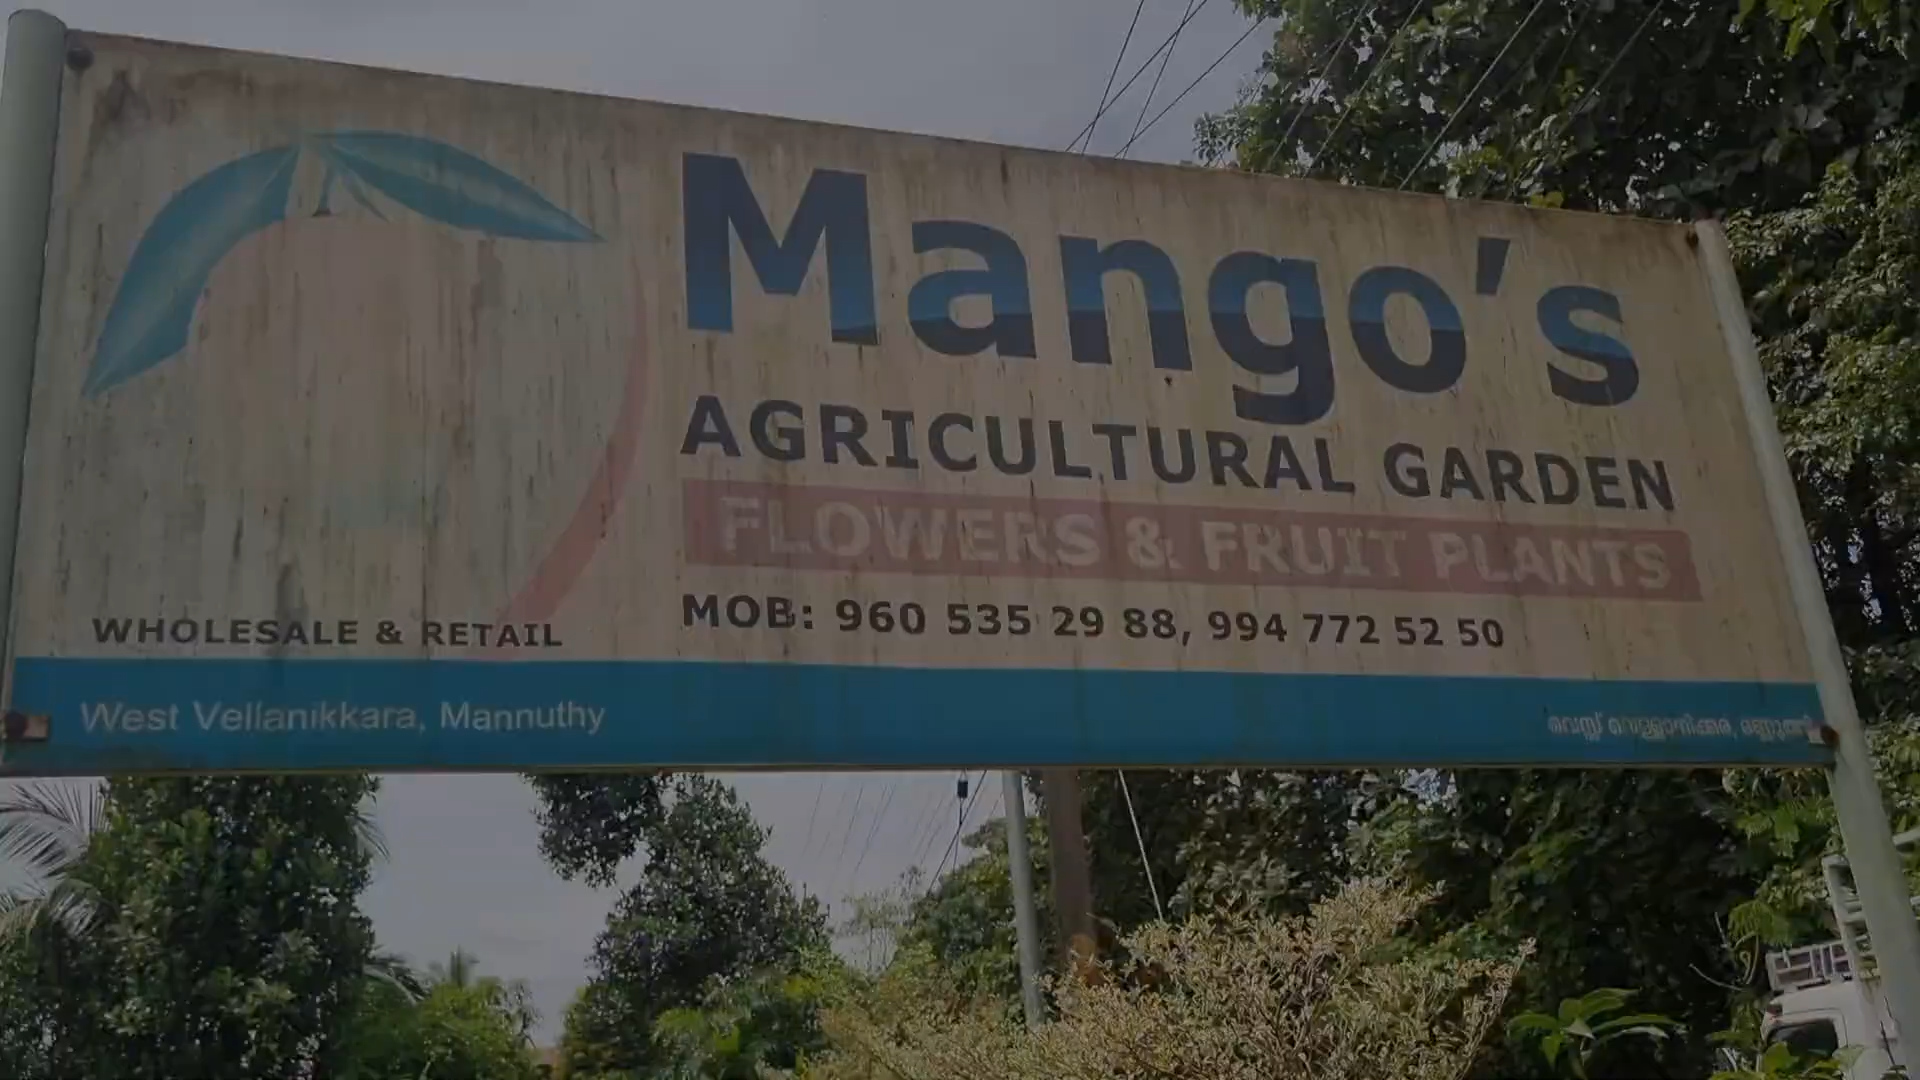 Mango's
AGRICULTURAL GARDEN
FLOWERS & FRUIT PLANTS
MOB: 960 535 29 88, 994 772 52 50
WHOLESALE & RETAIL
West Vellanikkara, Mannuthy
വെസ്റ്റ് വെള്ളാനിക്കര,